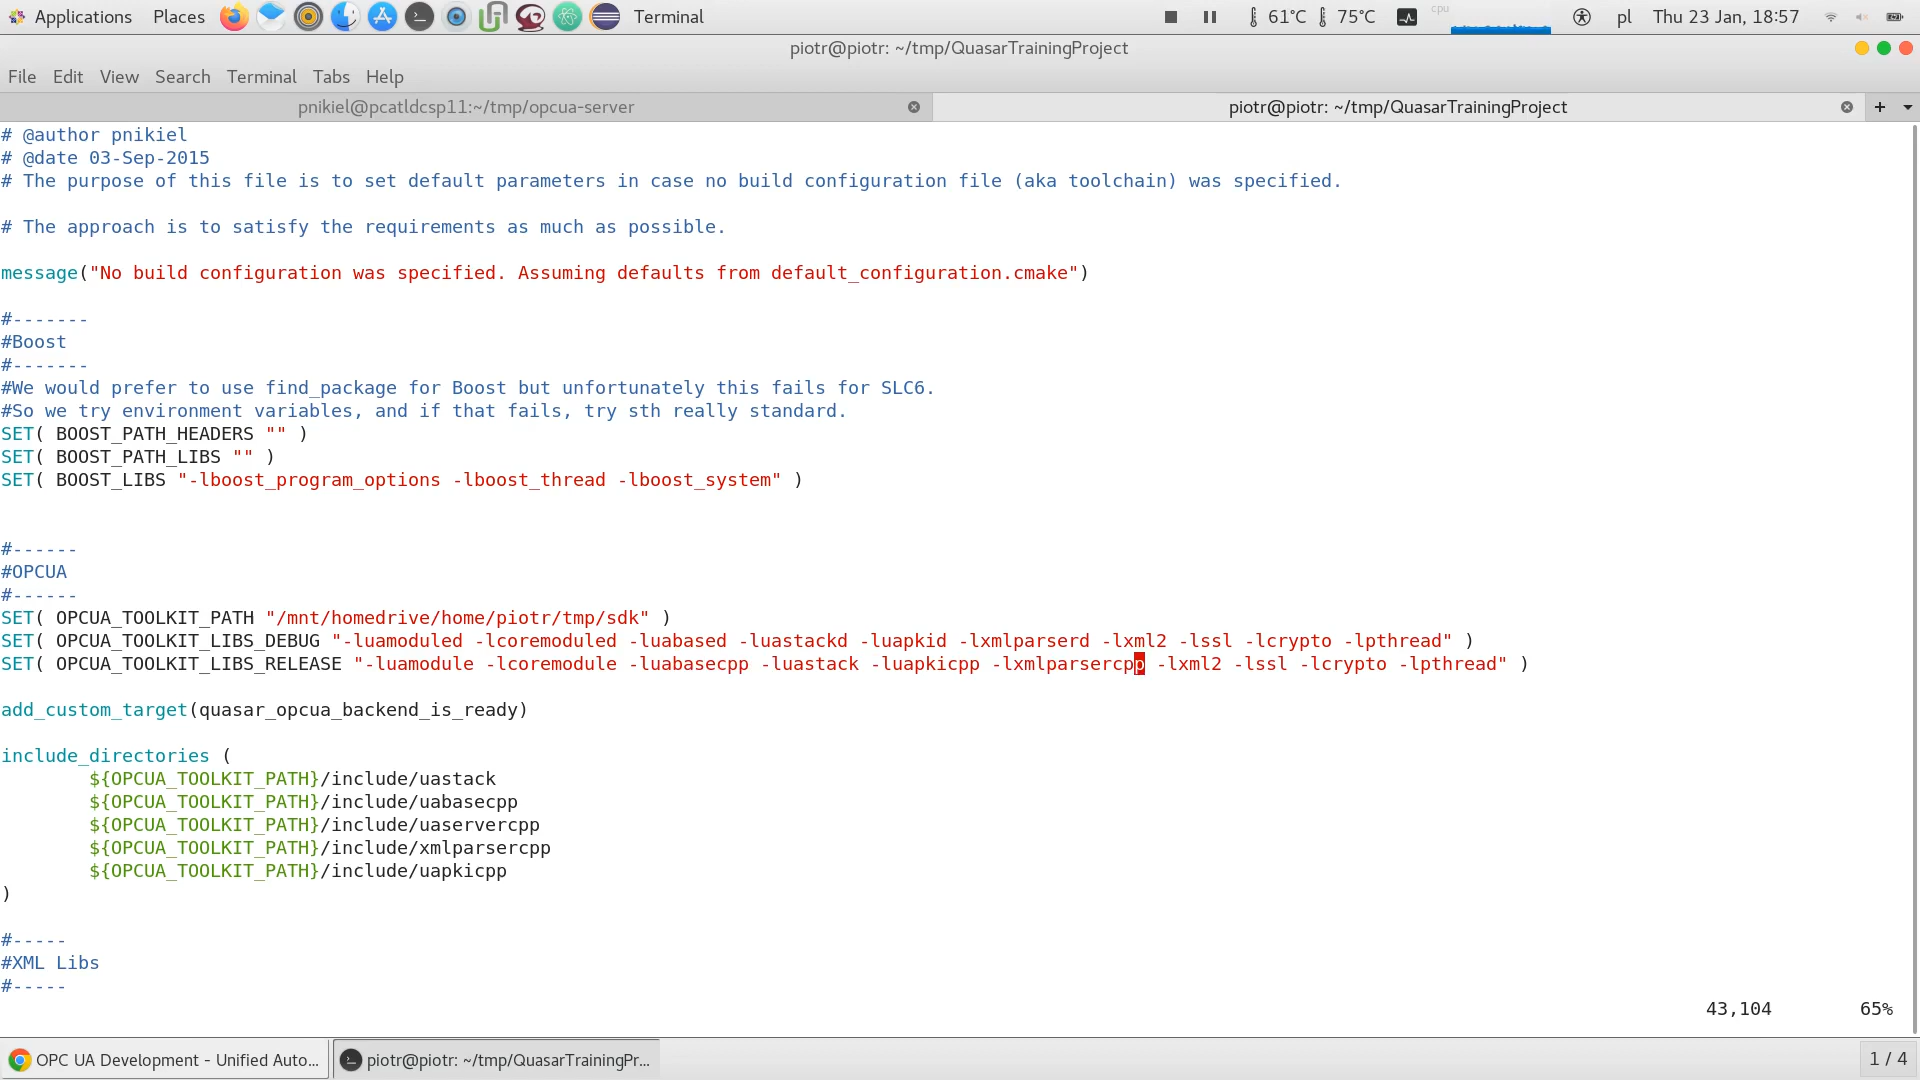 Applications Places Terminal 61°C 75°C cpu pl Thu 23 Jan, 18:57
piotr@piotr: ~/tmp/QuasarTrainingProject
File Edit View Search Terminal Tabs Help
pnikiel@pcatldcsp11:~/tmp/opcua-server piotr@piotr: ~/tmp/QuasarTrainingProject
# @author pnikiel
# @date 03-Sep-2015
# The purpose of this file is to set default parameters in case no build configuration file (aka toolchain) was specified.
# The approach is to satisfy the requirements as much as possible.
message("No build configuration was specified. Assuming defaults from default_configuration.cmake")
#-------
#Boost
#-------
#We would prefer to use find_package for Boost but unfortunately this fails for SLC6.
#So we try environment variables, and if that fails, try sth really standard.
SET( BOOST_PATH_HEADERS "" )
SET( BOOST_PATH_LIBS "" )
SET( BOOST_LIBS "-lboost_program_options -lboost_thread -lboost_system" )
#------
#OPCUA
#------
SET( OPCUA_TOOLKIT_PATH "/mnt/homedrive/home/piotr/tmp/sdk" )
SET( OPCUA_TOOLKIT_LIBS_DEBUG "-luamoduled -lcoremoduled -luabased -luastackd -luapkid -lxmlparserd -lxml2 -lssl -lcrypto -lpthread" )
SET( OPCUA_TOOLKIT_LIBS_RELEASE "-luamodule -lcoremodule -luabasecpp -luastack -luapkicpp -lxmlparsercpp -lxml2 -lssl -lcrypto -lpthread" )
add_custom_target(quasar_opcua_backend_is_ready)
include_directories (
${OPCUA_TOOLKIT_PATH}/include/uastack
${OPCUA_TOOLKIT_PATH}/include/uabasecpp
${OPCUA_TOOLKIT_PATH}/include/uaservercpp
${OPCUA_TOOLKIT_PATH}/include/xmlparsercpp
${OPCUA_TOOLKIT_PATH}/include/uapkicpp
)
#-----
#XML Libs
#-----
43,104 65%
OPC UA Development - Unified Auto... piotr@piotr: ~/tmp/QuasarTrainingPr... 1 / 4